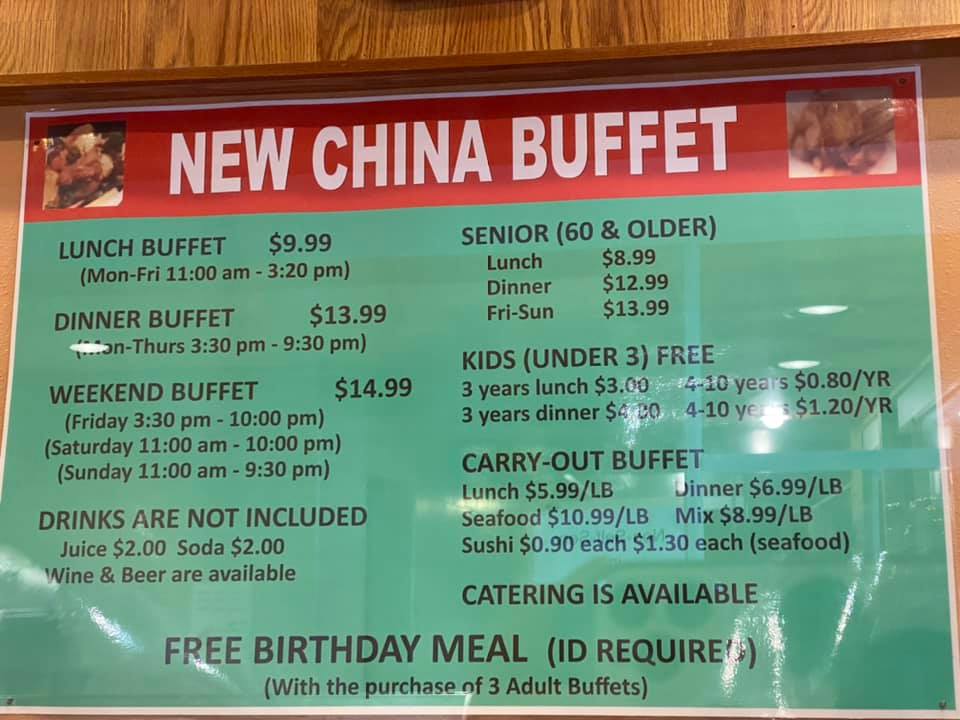 NEW CHINA BUFFET
LUNCH BUFFET $9.99
(Mon-Fri 11:00 am - 3:20 pm)
DINNER BUFFET $13.99
(Mon-Thurs 3:30 pm - 9:30 pm)
WEEKEND BUFFET $14.99
(Friday 3:30 pm - 10:00 pm)
(Saturday 11:00 am - 10:00 pm)
(Sunday 11:00 am - 9:30 pm)
DRINKS ARE NOT INCLUDED
Juice $2.00 Soda $2.00
Wine & Beer are available
SENIOR (60 & OLDER)
Lunch $8.99
Dinner $12.99
Fri-Sun $13.99
KIDS (UNDER 3) FREE
3 years lunch $3.00 4-10 years $0.80/YR
3 years dinner $4.00 4-10 years $1.20/YR
CARRY-OUT BUFFET
Lunch $5.99/LB Dinner $6.99/LB
Seafood $10.99/LB Mix $8.99/LB
Sushi $0.90 each $1.30 each (seafood)
CATERING IS AVAILABLE
FREE BIRTHDAY MEAL (ID REQUIRED)
(With the purchase of 3 Adult Buffets)